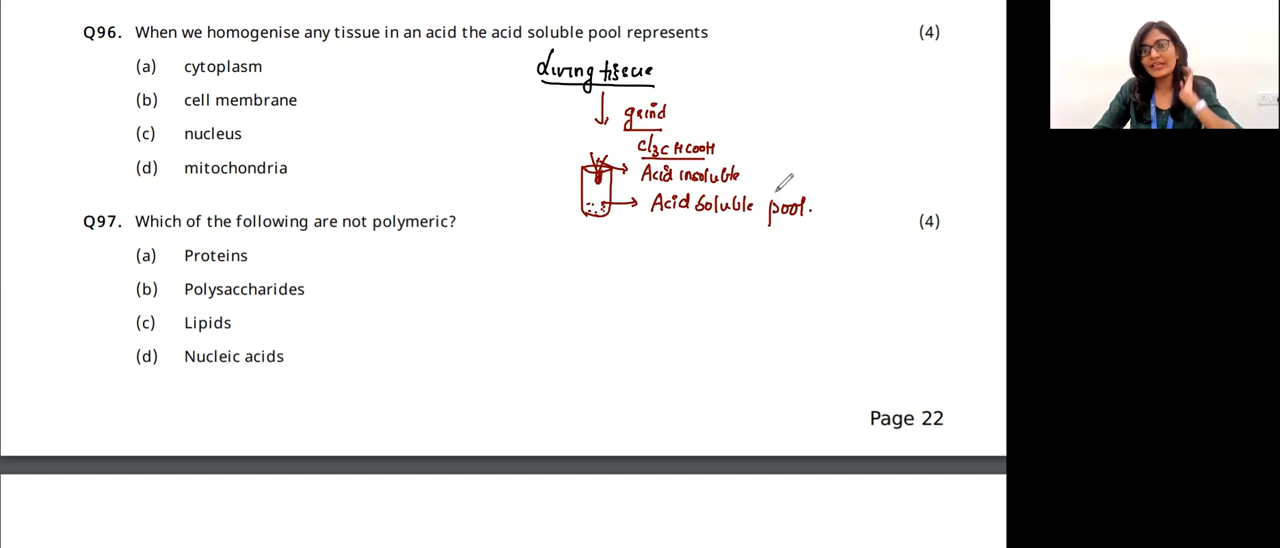 Q96. When we homogenise any tissue in an acid the acid soluble pool represents (4)
(a) cytoplasm
(b) cell membrane
(c) nucleus
(d) mitochondria
Living tissue
grind
Cl3C COOH
Acid insoluble
Acid Soluble pool.
Q97. Which of the following are not polymeric? (4)
(a) Proteins
(b) Polysaccharides
(c) Lipids
(d) Nucleic acids
Page 22